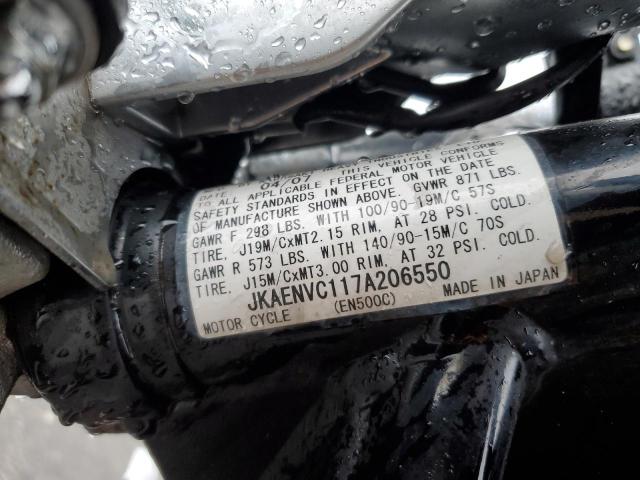 DATE
04/07
THIS VEHICLE CONFORMS
TO ALL APPLICABLE FEDERAL MOTOR VEHICLE
SAFETY STANDARDS IN EFFECT ON THE DATE
OF MANUFACTURE SHOWN ABOVE. GVWR 871 LBS.
GAWR F 298 LBS. WITH 100/90-19M/C 57S
TIRE, J19M/CxMT2.15 RIM, AT 28 PSI. COLD.
GAWR R 573 LBS. WITH 140/90-15M/C 70S
TIRE, J15M/CxMT3.00 RIM, AT 32 PSI. COLD.
JKAENVC117A206550
MOTOR CYCLE (EN500C) MADE IN JAPAN